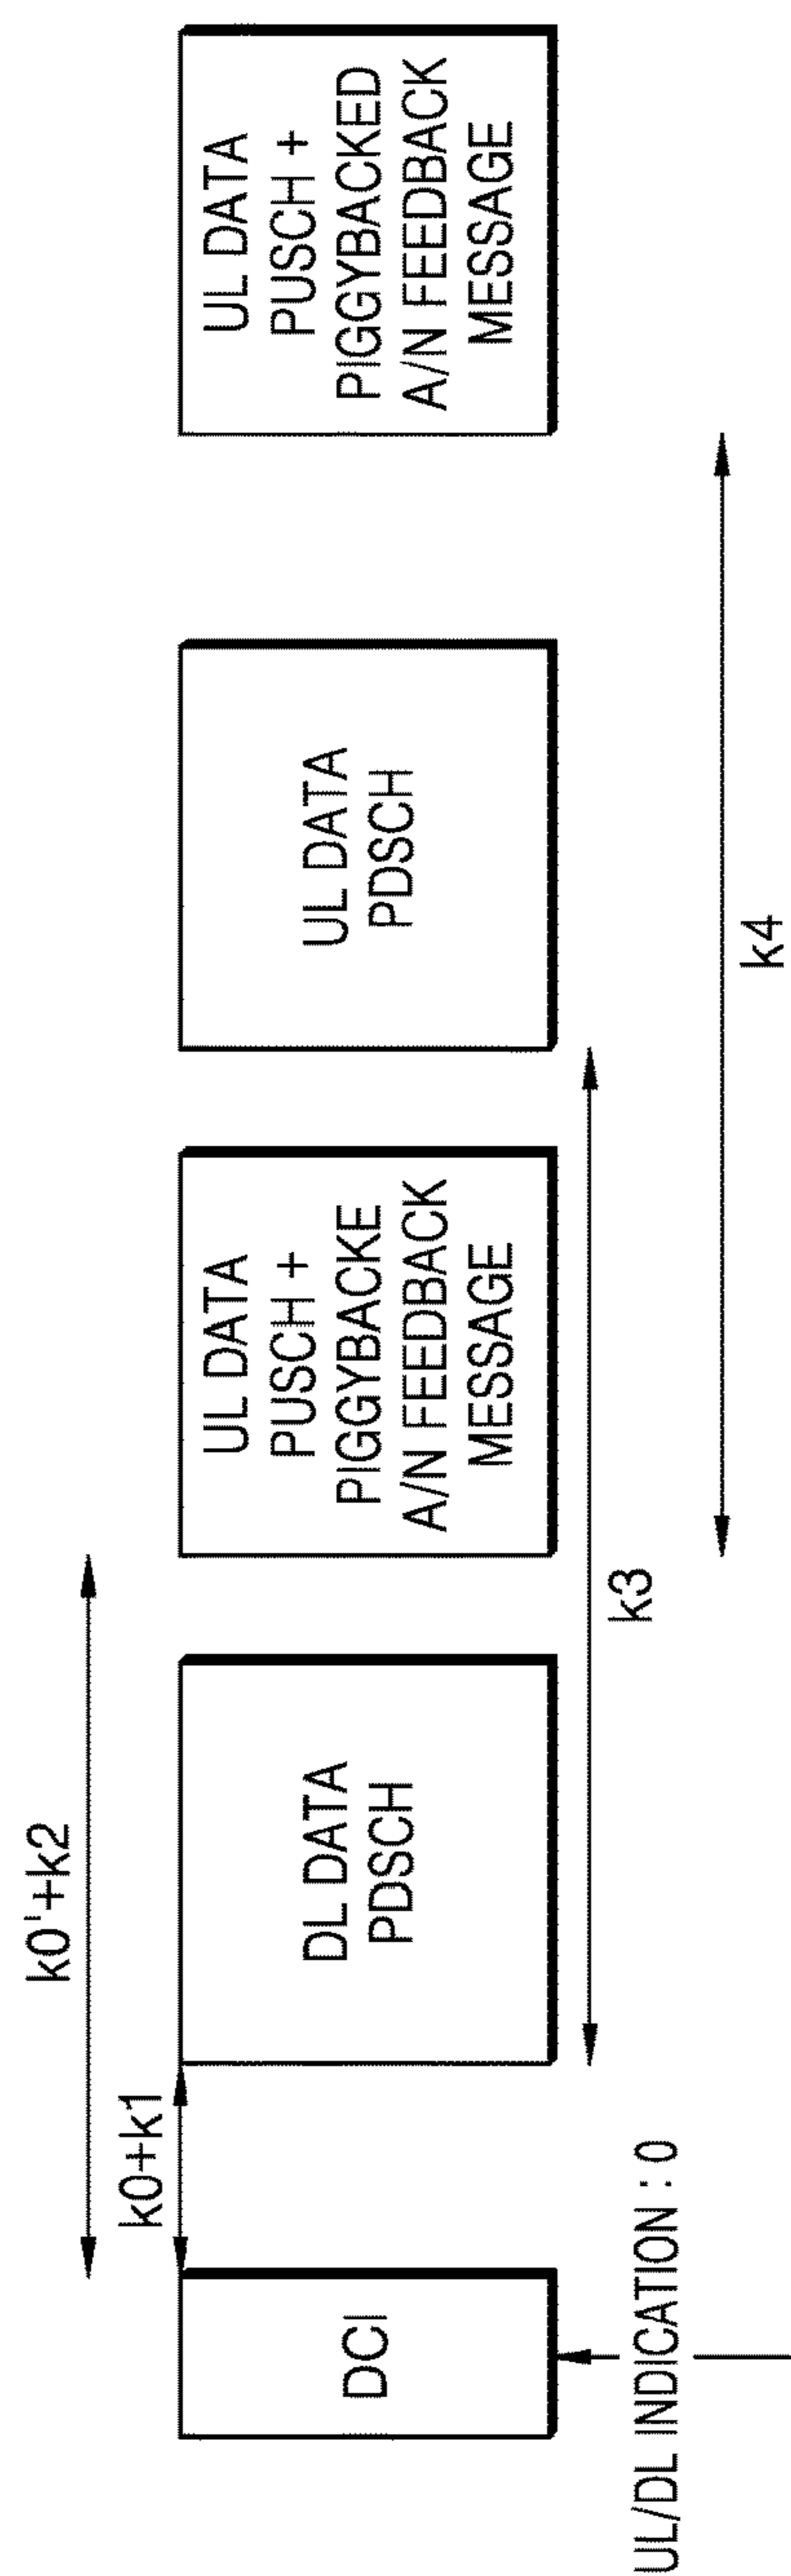 k0'+k2
k0+k1
DCI
DL DATA
PDSCH
UL DATA
PUSCH +
PIGGYBACKE
A/N FEEDBACK
MESSAGE
UL DATA
PDSCH
UL DATA
PUSCH +
PIGGYBACKED
A/N FEEDBACK
MESSAGE
k3
UL/DL INDICATION : 0
k4